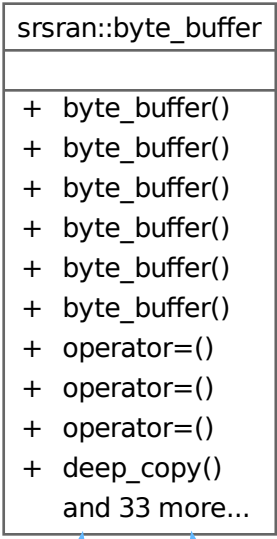 srsran::byte_buffer
+ byte_buffer()
+ byte_buffer()
+ byte_buffer()
+ byte_buffer()
+ byte_buffer()
+ byte_buffer()
+ operator=()
+ operator=()
+ operator=()
+ deep_copy()
and 33 more...